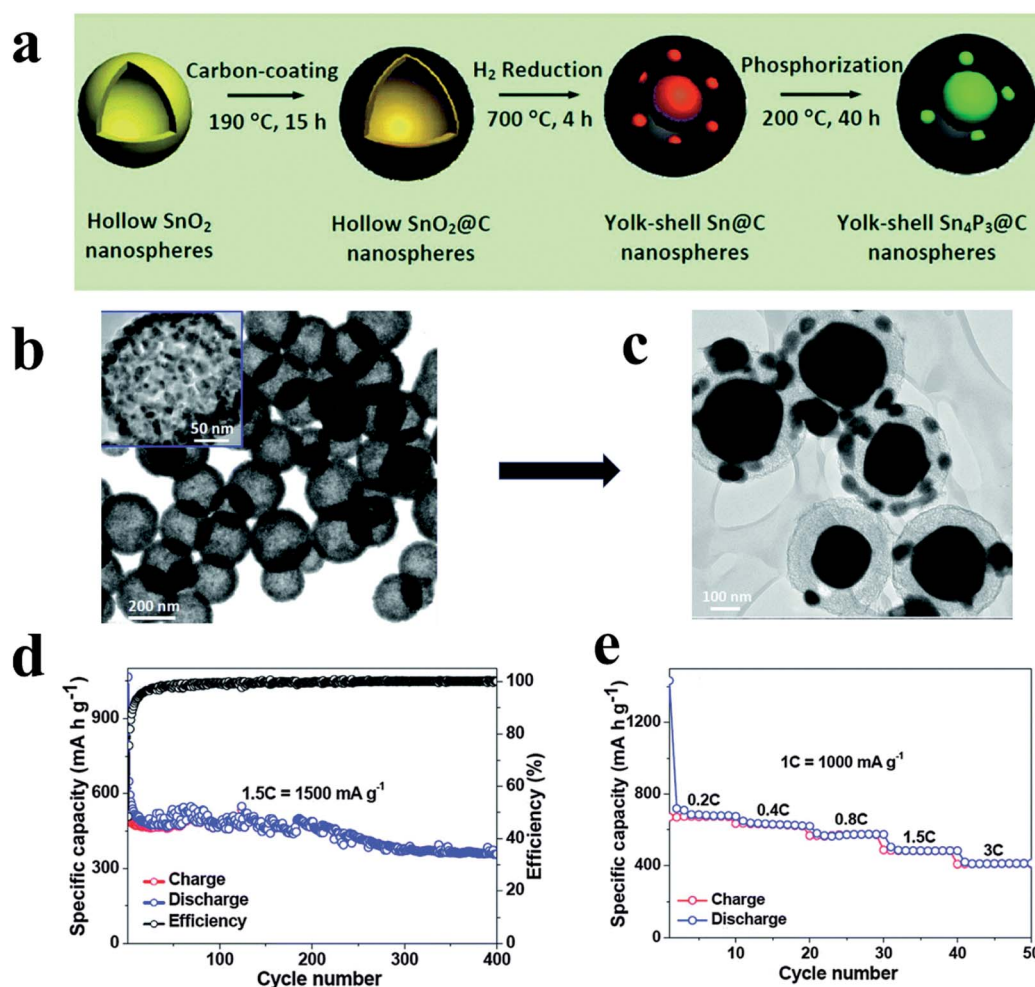 a
Carbon-coating
190 °C, 15 h
H₂ Reduction
700 °C, 4 h
Phosphorization
200 °C, 40 h
Hollow SnO₂
nanospheres
Hollow SnO₂@C
nanospheres
Yolk-shell Sn@C
nanospheres
Yolk-shell Sn₄P₃@C
nanospheres
b
50 nm
200 nm
c
100 nm
d
Specific capacity (mA h g⁻¹)
900
600
300
0
1.5C = 1500 mA g⁻¹
Charge
Discharge
Efficiency
100
80
60
40
20
0
Efficiency (%)
0 100 200 300 400
Cycle number
e
Specific capacity (mA h g⁻¹)
1200
800
400
0
1C = 1000 mA g⁻¹
0.2C
0.4C
0.8C
1.5C
3C
Charge
Discharge
10 20 30 40 50
Cycle number